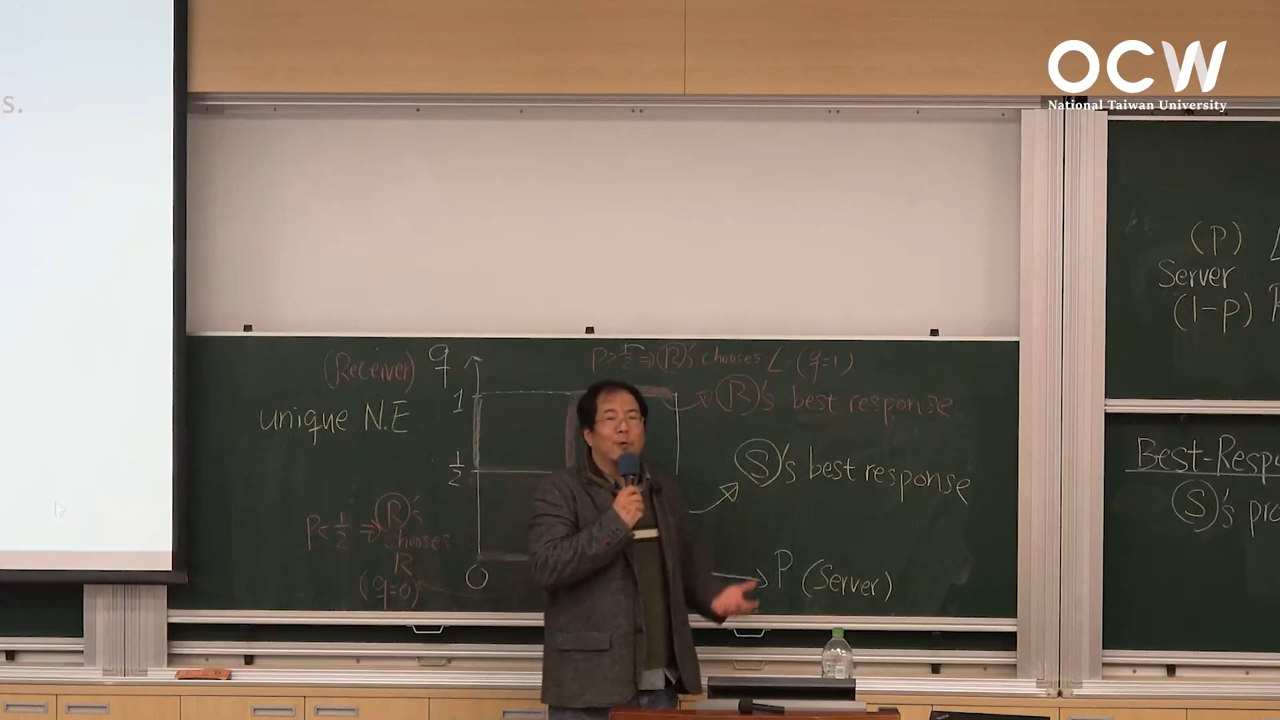 s.
OCW
National Taiwan University
(Receiver) q
unique N.E
1
1/2
0
P>1/2 ⇒ Ⓡ's chooses L (q=1)
Ⓡ's best response
Ⓢ's best response
P<1/2 ⇒ Ⓡ's
chooses
R
(q=0)
P (Server)
(P)
Server
(1-p)
Best-Resp
Ⓢ's pr